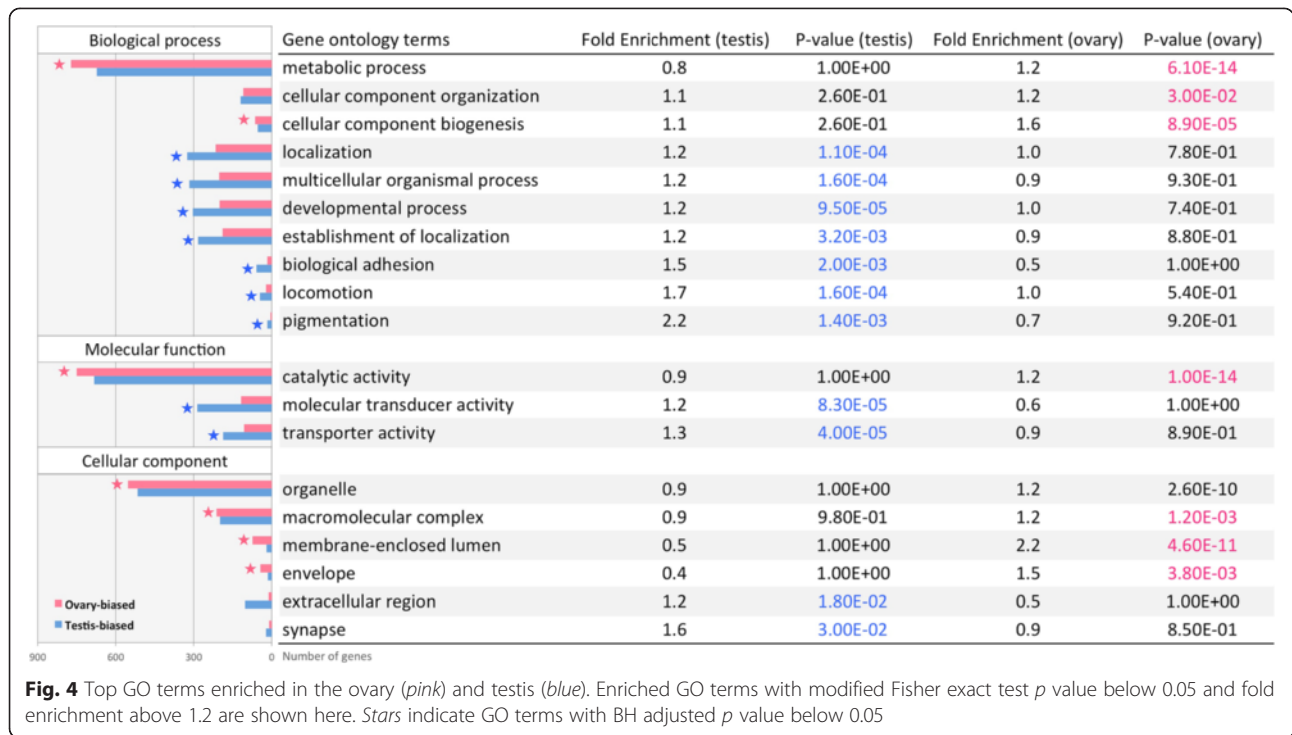 Biological process Gene ontology terms Fold Enrichment (testis) P-value (testis) Fold Enrichment (ovary) P-value (ovary)
metabolic process 0.8 1.00E+00 1.2 6.10E-14
cellular component organization 1.1 2.60E-01 1.2 3.00E-02
cellular component biogenesis 1.1 2.60E-01 1.6 8.90E-05
localization 1.2 1.10E-04 1.0 7.80E-01
multicellular organismal process 1.2 1.60E-04 0.9 9.30E-01
developmental process 1.2 9.50E-05 1.0 7.40E-01
establishment of localization 1.2 3.20E-03 0.9 8.80E-01
biological adhesion 1.5 2.00E-03 0.5 1.00E+00
locomotion 1.7 1.60E-04 1.0 5.40E-01
pigmentation 2.2 1.40E-03 0.7 9.20E-01
Molecular function
catalytic activity 0.9 1.00E+00 1.2 1.00E-14
molecular transducer activity 1.2 8.30E-05 0.6 1.00E+00
transporter activity 1.3 4.00E-05 0.9 8.90E-01
Cellular component
organelle 0.9 1.00E+00 1.2 2.60E-10
macromolecular complex 0.9 9.80E-01 1.2 1.20E-03
membrane-enclosed lumen 0.5 1.00E+00 2.2 4.60E-11
envelope 0.4 1.00E+00 1.5 3.80E-03
Ovary-biased extracellular region 1.2 1.80E-02 0.5 1.00E+00
Testis-biased synapse 1.6 3.00E-02 0.9 8.50E-01
900 600 300 0 Number of genes
Fig. 4 Top GO terms enriched in the ovary (pink) and testis (blue). Enriched GO terms with modified Fisher exact test p value below 0.05 and fold
enrichment above 1.2 are shown here. Stars indicate GO terms with BH adjusted p value below 0.05